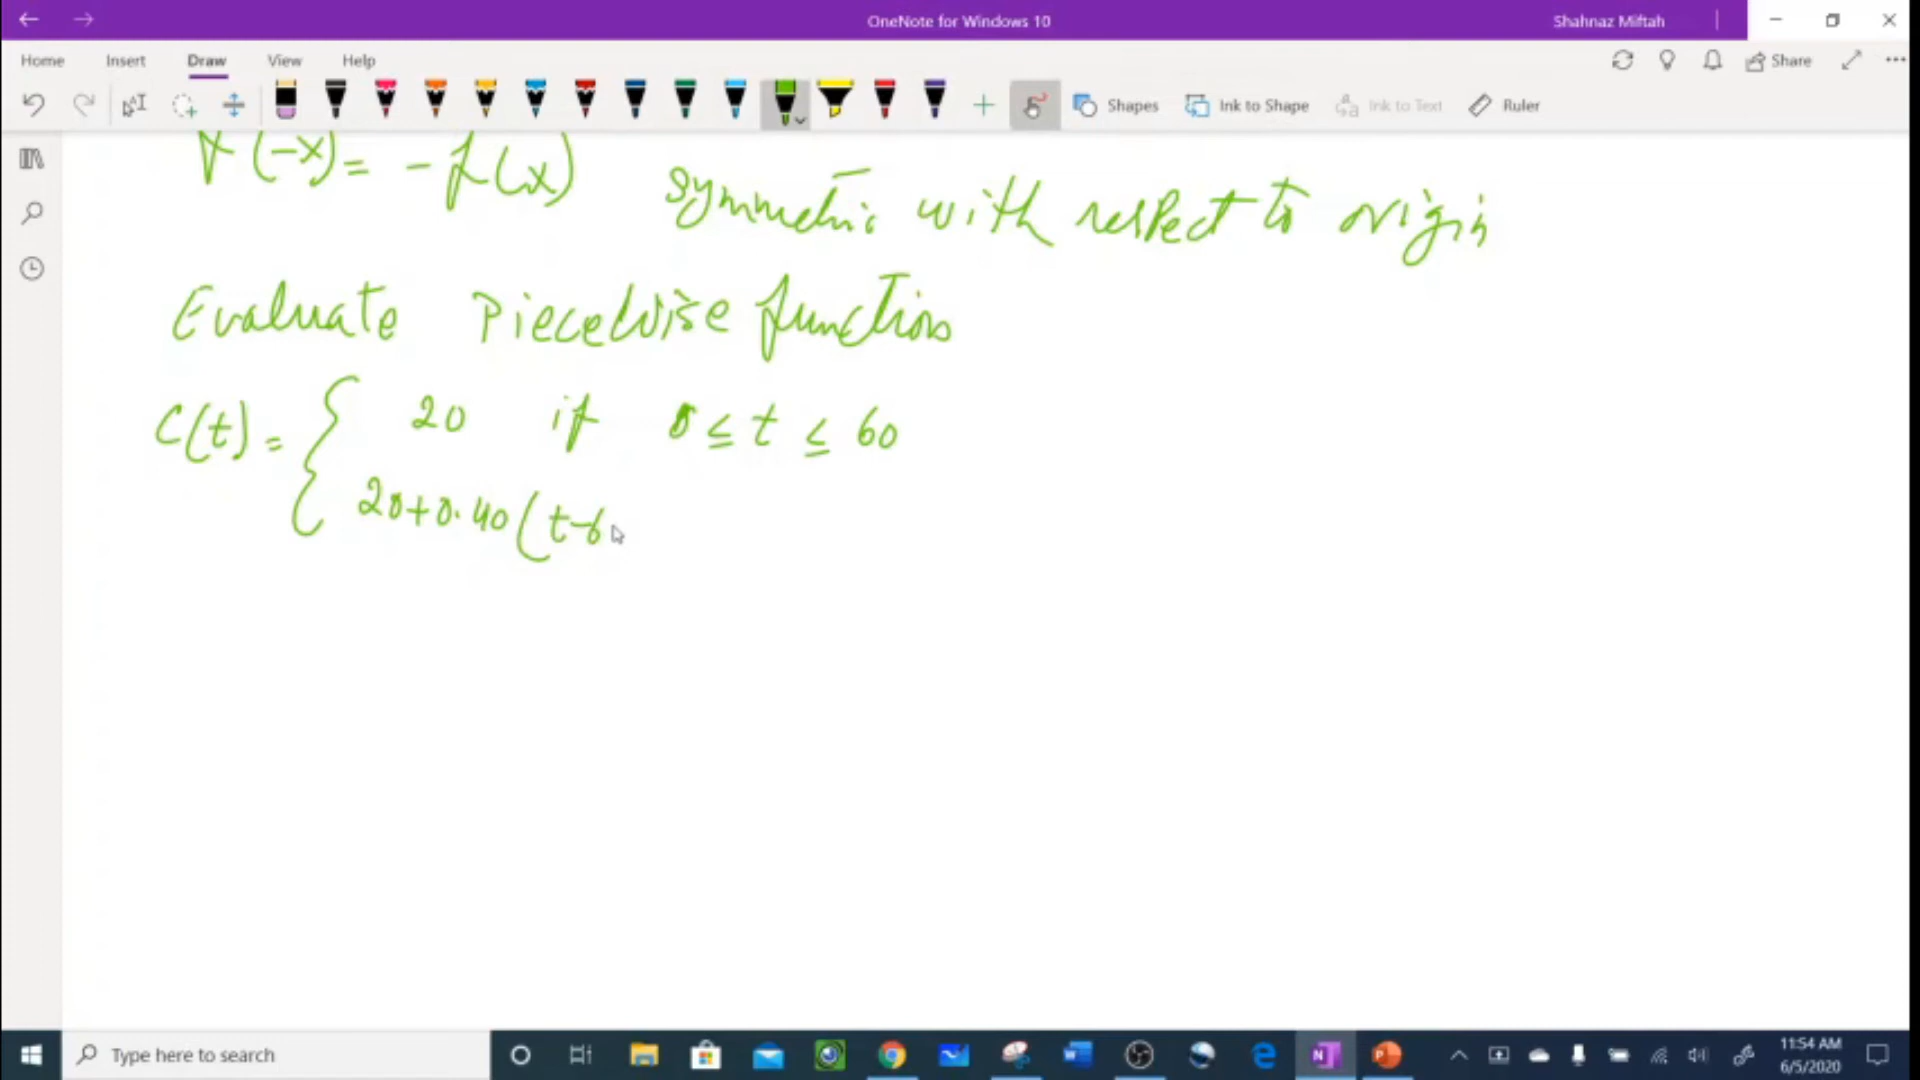 OneNote for Windows 10
Shahnaz Miftah
Home Insert Draw View Help
Share
Shapes Ink to Shape Ink to Text Ruler
f(-x) = -f(x) symmetric with respect to origin
Evaluate Piecewise function
C(t) = { 20 if 0 ≤ t ≤ 60
20+0.40(t-6
Type here to search
11:54 AM
6/5/2020